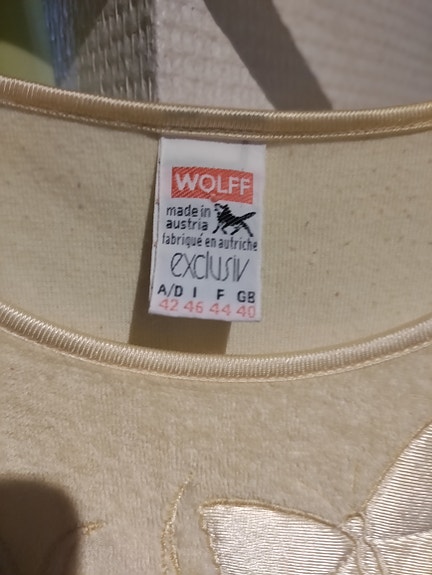 WOLFF
made in
austria
fabriqué en autriche
exclusiv
A/D I F GB
42 46 44 40